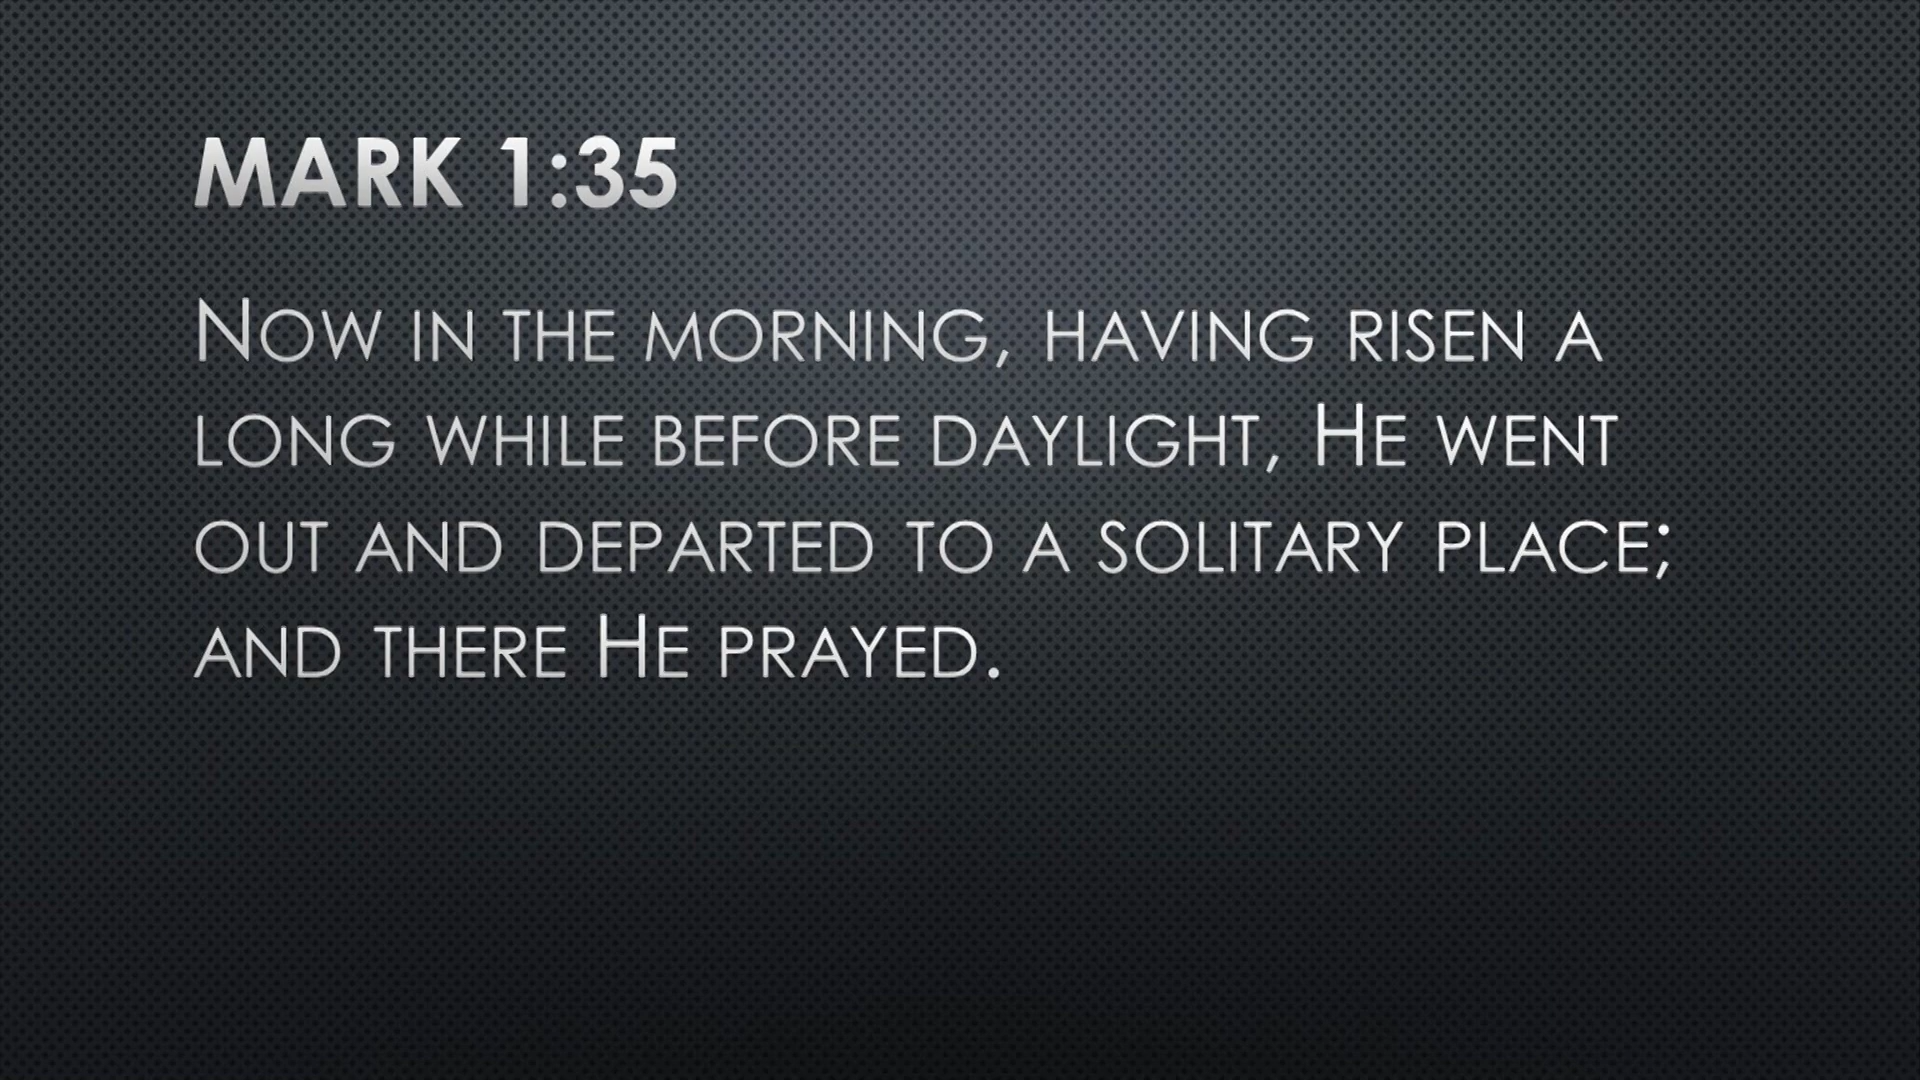 MARK 1:35
Now in the morning, having risen a
long while before daylight, He went
out and departed to a solitary place;
and there He prayed.